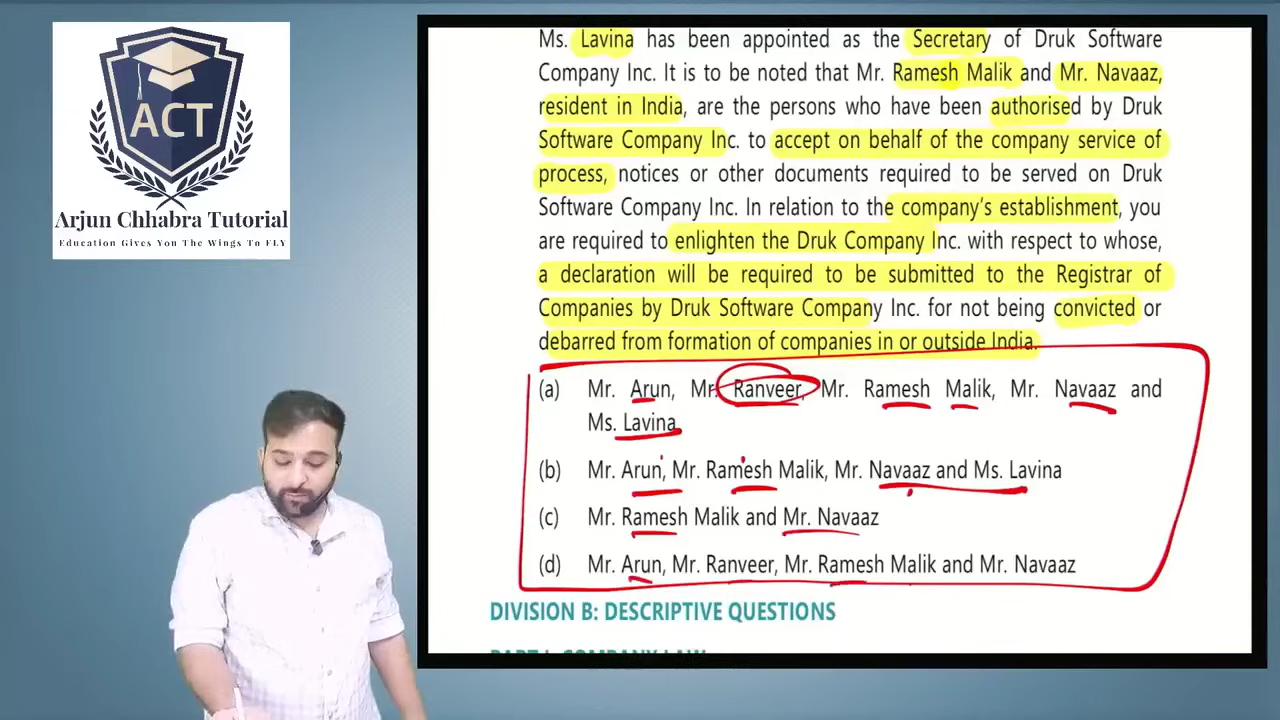 ACT
Arjun Chhabra Tutorial
Education Gives You The Wings To FLY
Ms. Lavina has been appointed as the Secretary of Druk Software
Company Inc. It is to be noted that Mr. Ramesh Malik and Mr. Navaaz,
resident in India, are the persons who have been authorised by Druk
Software Company Inc. to accept on behalf of the company service of
process, notices or other documents required to be served on Druk
Software Company Inc. In relation to the company's establishment, you
are required to enlighten the Druk Company Inc. with respect to whose,
a declaration will be required to be submitted to the Registrar of
Companies by Druk Software Company Inc. for not being convicted or
debarred from formation of companies in or outside India.
(a) Mr. Arun, Mr. Ranveer, Mr. Ramesh Malik, Mr. Navaaz and
Ms. Lavina
(b) Mr. Arun, Mr. Ramesh Malik, Mr. Navaaz and Ms. Lavina
(c) Mr. Ramesh Malik and Mr. Navaaz
(d) Mr. Arun, Mr. Ranveer, Mr. Ramesh Malik and Mr. Navaaz
DIVISION B: DESCRIPTIVE QUESTIONS